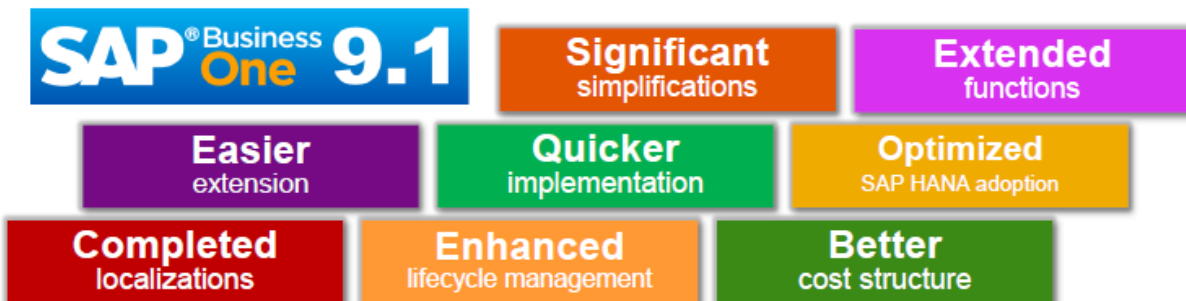 SAP® Business One 9.1
Significant
simplifications
Extended
functions
Easier
extension
Quicker
implementation
Optimized
SAP HANA adoption
Completed
localizations
Enhanced
lifecycle management
Better
cost structure